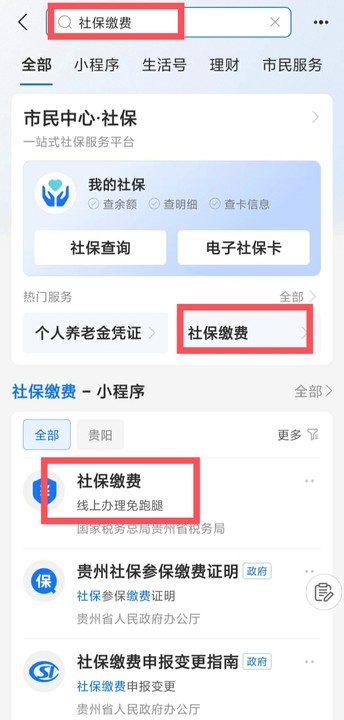 社保缴费
全部 小程序 生活号 理财 市民服务
市民中心·社保
一站式社保服务平台
我的社保
查余额 查明细 查卡信息
社保查询 电子社保卡
热门服务 全部
个人养老金凭证 社保缴费
社保缴费 - 小程序 全部
全部 贵阳 更多
社保缴费
线上办理免跑腿
国家税务总局贵州省税务局
贵州社保参保缴费证明 政府
社保参保缴费证明
贵州省人民政府办公厅
社保缴费申报变更指南 政府
社保缴费申报变更
贵州省人民政府办公厅